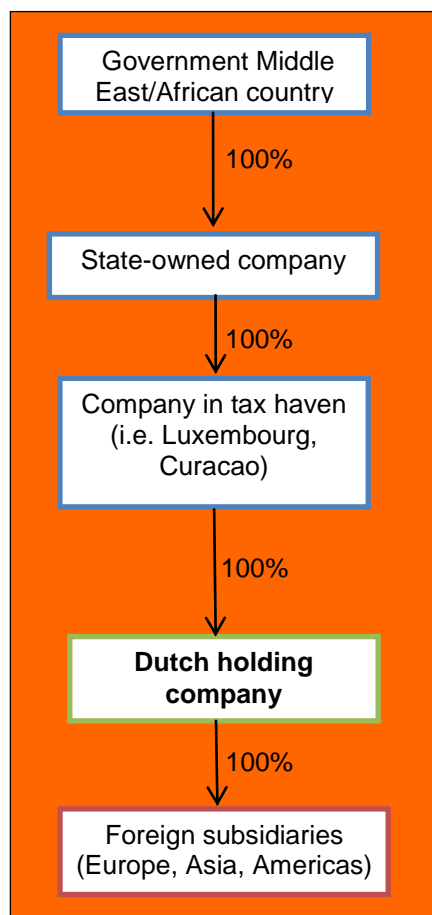 Government Middle
East/African country
100%
State-owned company
100%
Company in tax haven
(i.e. Luxembourg,
Curacao)
100%
Dutch holding
company
100%
Foreign subsidiaries
(Europe, Asia, Americas)